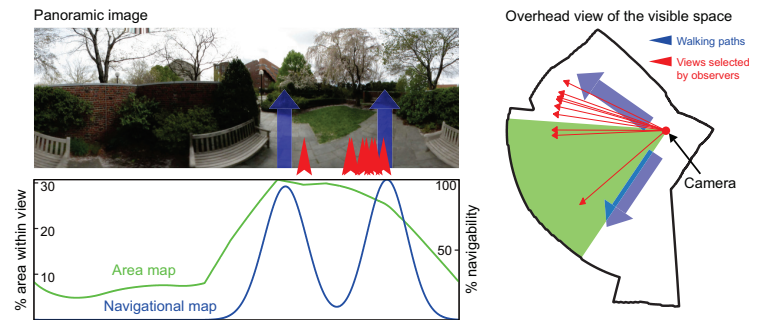 Panoramic image
Overhead view of the visible space
Walking paths
Views selected
by observers
Camera
% area within view
30
20
10
Area map
Navigational map
100
50
% navigability